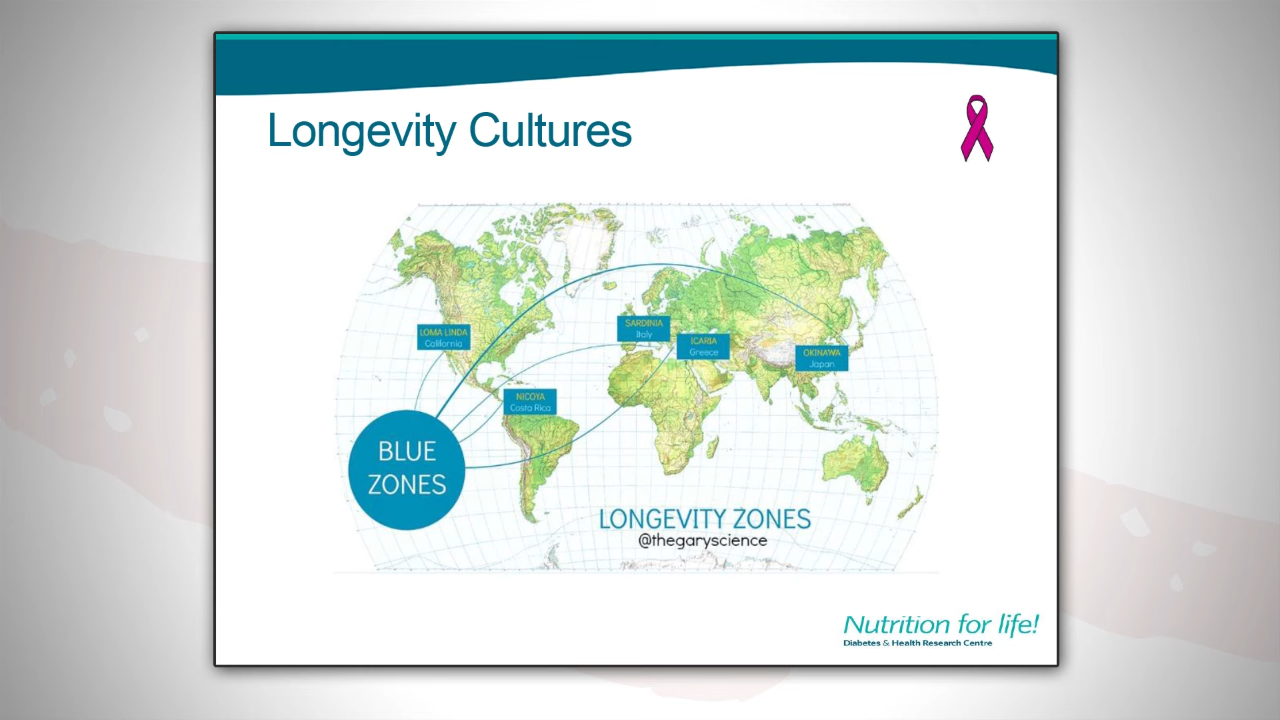 Longevity Cultures
LOMA LINDA
California
SARDINIA
Italy
ICARIA
Greece
OKINAWA
Japan
NICOYA
Costa Rica
BLUE
ZONES
LONGEVITY ZONES
@thegaryscience
Nutrition for life!
Diabetes & Health Research Centre